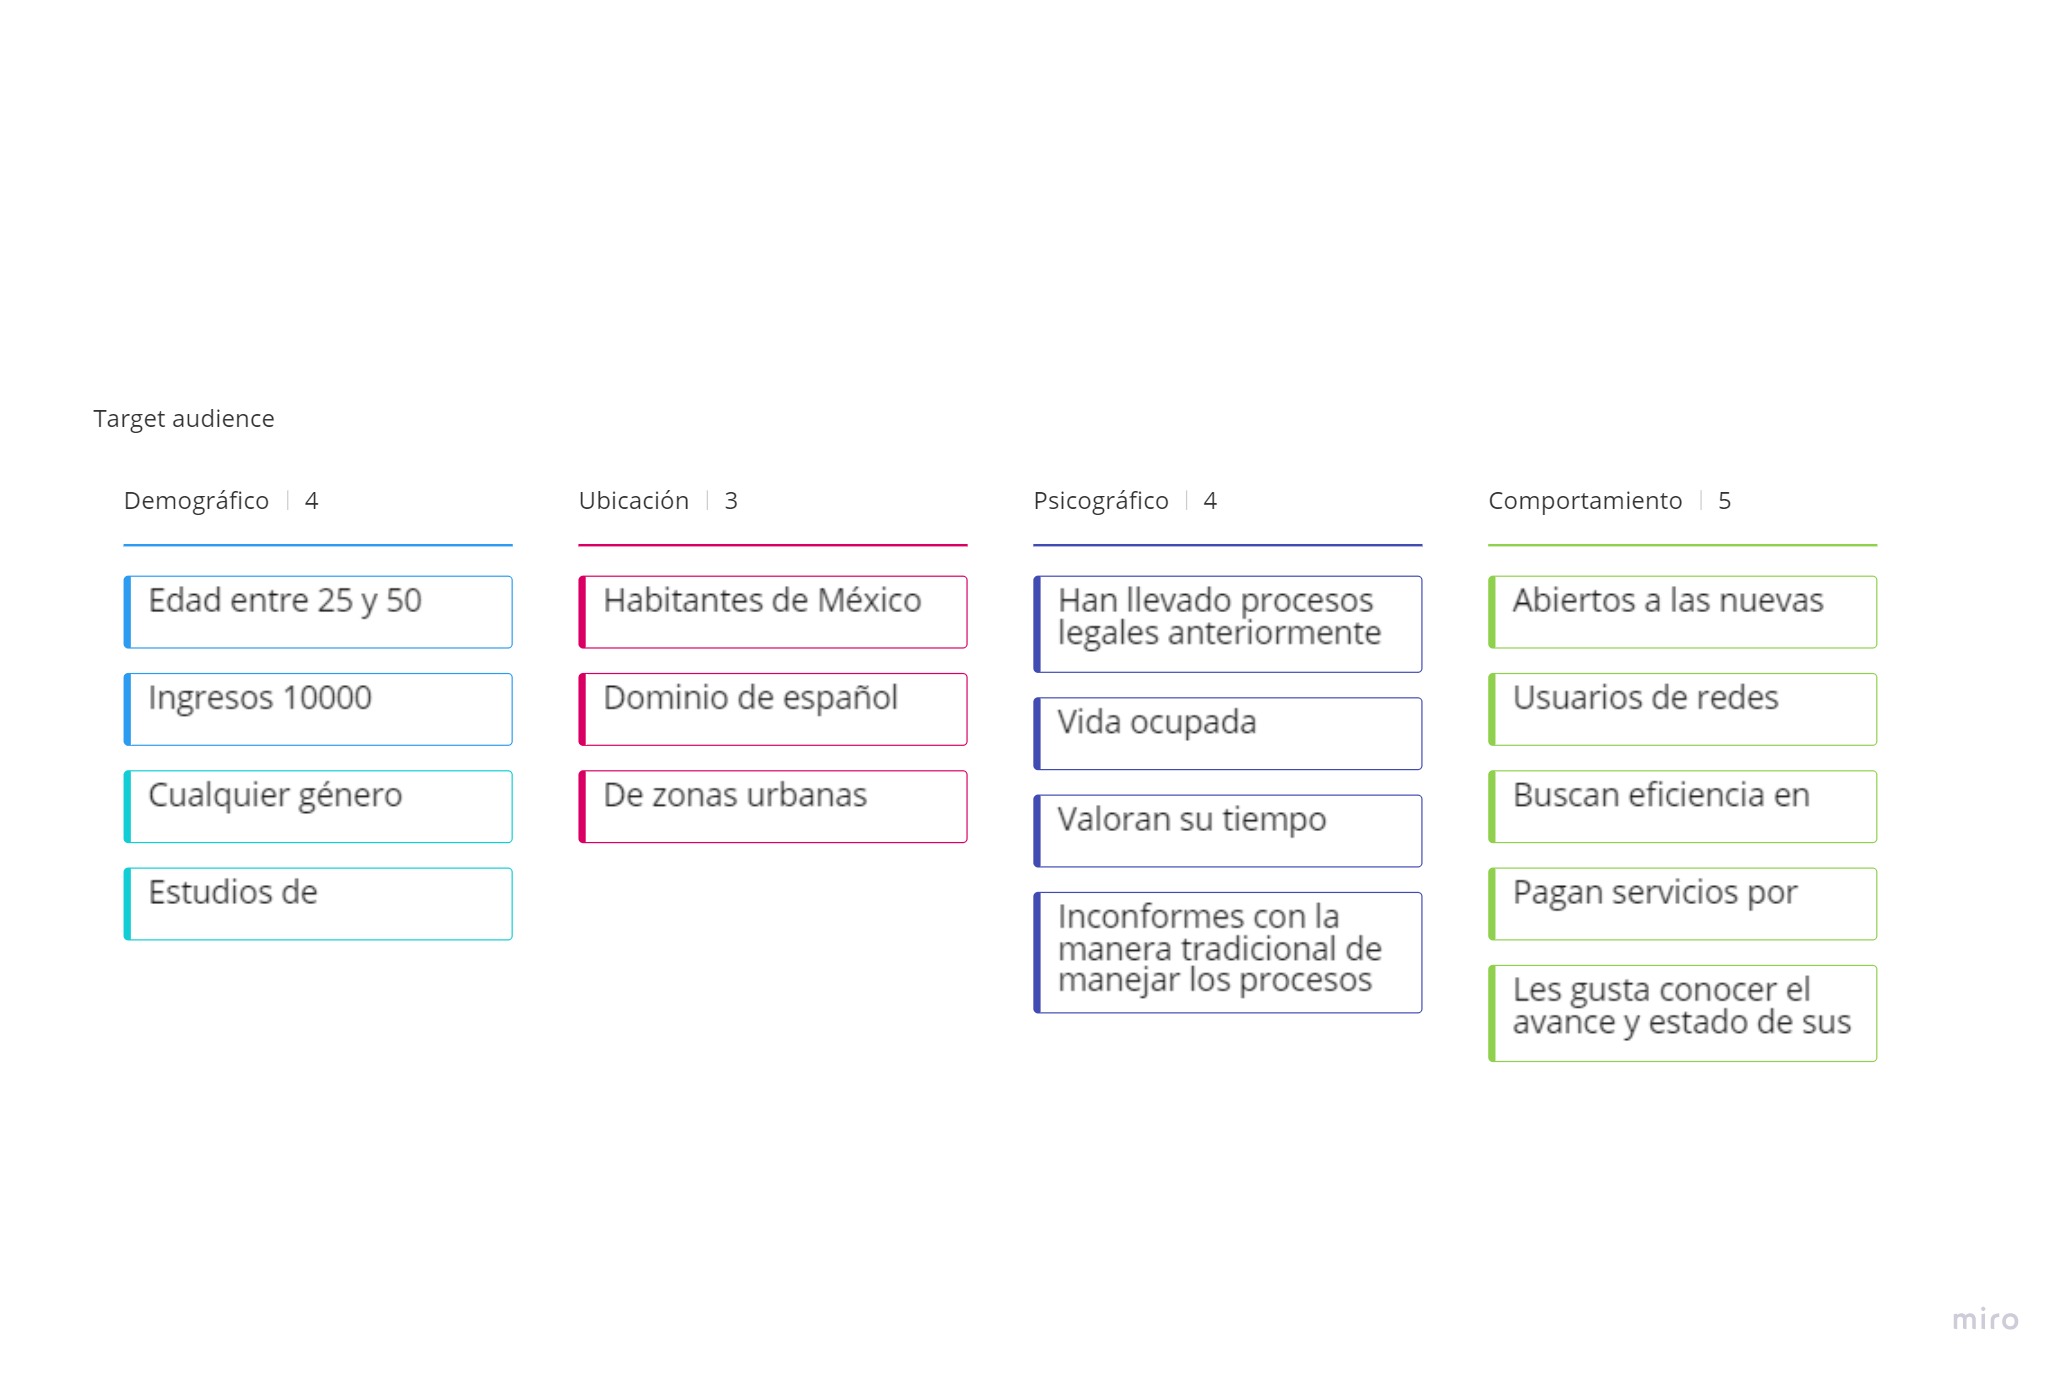 Target audience
Demográfico | 4
Edad entre 25 y 50
Ingresos 10000
Cualquier género
Estudios de
Ubicación | 3
Habitantes de México
Dominio de español
De zonas urbanas
Psicográfico | 4
Han llevado procesos
legales anteriormente
Vida ocupada
Valoran su tiempo
Inconformes con la
manera tradicional de
manejar los procesos
Comportamiento | 5
Abiertos a las nuevas
Usuarios de redes
Buscan eficiencia en
Pagan servicios por
Les gusta conocer el
avance y estado de sus
miro